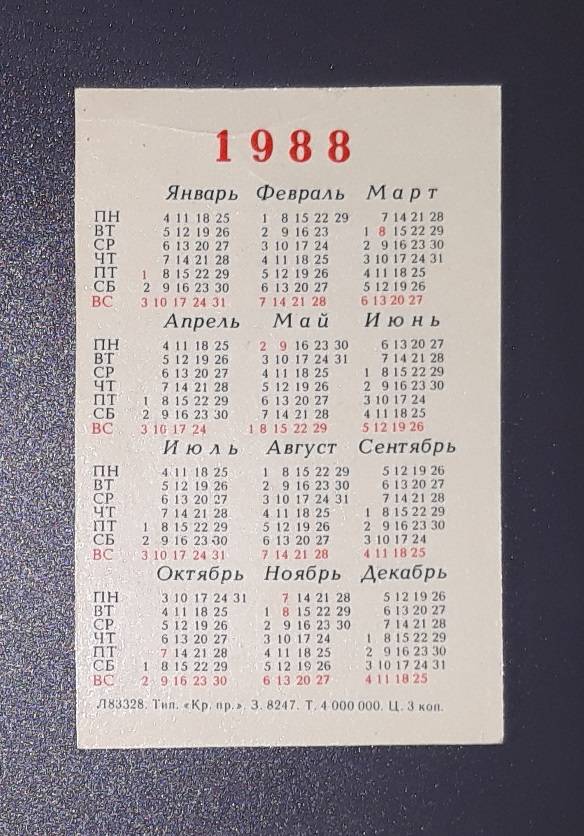 1988
Январь Февраль Март
ПН 4 11 18 25 1 8 15 22 29 7 14 21 28
ВТ 5 12 19 26 2 9 16 23 1 8 15 22 29
СР 6 13 20 27 3 10 17 24 2 9 16 23 30
ЧТ 7 14 21 28 4 11 18 25 3 10 17 24 31
ПТ 1 8 15 22 29 5 12 19 26 4 11 18 25
СБ 2 9 16 23 30 6 13 20 27 5 12 19 26
ВС 3 10 17 24 31 7 14 21 28 6 13 20 27
Апрель Май Июнь
ПН 4 11 18 25 2 9 16 23 30 6 13 20 27
ВТ 5 12 19 26 3 10 17 24 31 7 14 21 28
СР 6 13 20 27 4 11 18 25 1 8 15 22 29
ЧТ 7 14 21 28 5 12 19 26 2 9 16 23 30
ПТ 1 8 15 22 29 6 13 20 27 3 10 17 24
СБ 2 9 16 23 30 7 14 21 28 4 11 18 25
ВС 3 10 17 24 1 8 15 22 29 5 12 19 26
Июль Август Сентябрь
ПН 4 11 18 25 1 8 15 22 29 5 12 19 26
ВТ 5 12 19 26 2 9 16 23 30 6 13 20 27
СР 6 13 20 27 3 10 17 24 31 7 14 21 28
ЧТ 7 14 21 28 4 11 18 25 1 8 15 22 29
ПТ 1 8 15 22 29 5 12 19 26 2 9 16 23 30
СБ 2 9 16 23 30 6 13 20 27 3 10 17 24
ВС 3 10 17 24 31 7 14 21 28 4 11 18 25
Октябрь Ноябрь Декабрь
ПН 3 10 17 24 31 7 14 21 28 5 12 19 26
ВТ 4 11 18 25 1 8 15 22 29 6 13 20 27
СР 5 12 19 26 2 9 16 23 30 7 14 21 28
ЧТ 6 13 20 27 3 10 17 24 1 8 15 22 29
ПТ 7 14 21 28 4 11 18 25 2 9 16 23 30
СБ 1 8 15 22 29 5 12 19 26 3 10 17 24 31
ВС 2 9 16 23 30 6 13 20 27 4 11 18 25
Л83328. Тип. «Кр. пр.». З. 8247. Т. 4 000 000. Ц. 3 коп.